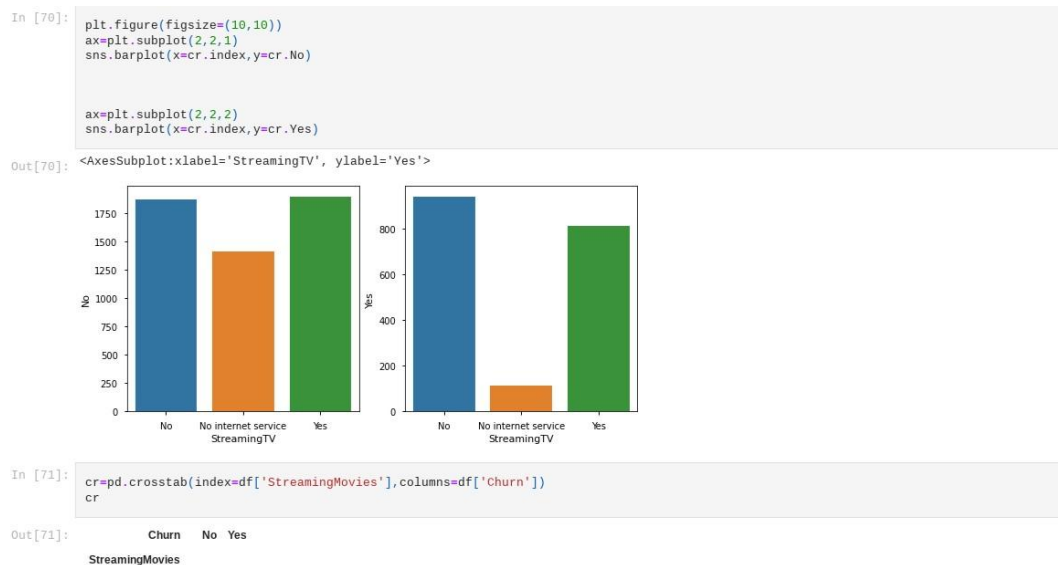 In [70]:
plt.figure(figsize=(10,10))
ax=plt.subplot(2,2,1)
sns.barplot(x=cr.index,y=cr.No)
ax=plt.subplot(2,2,2)
sns.barplot(x=cr.index,y=cr.Yes)
Out[70]: <AxesSubplot:xlabel='StreamingTV', ylabel='Yes'>
1750
1500
1250
1000
750
500
250
0
No
No No internet service Yes
StreamingTV
800
600
400
200
0
Yes
No No internet service Yes
StreamingTV
In [71]:
cr=pd.crosstab(index=df['StreamingMovies'],columns=df['Churn'])
cr
Out[71]:
Churn No Yes
StreamingMovies